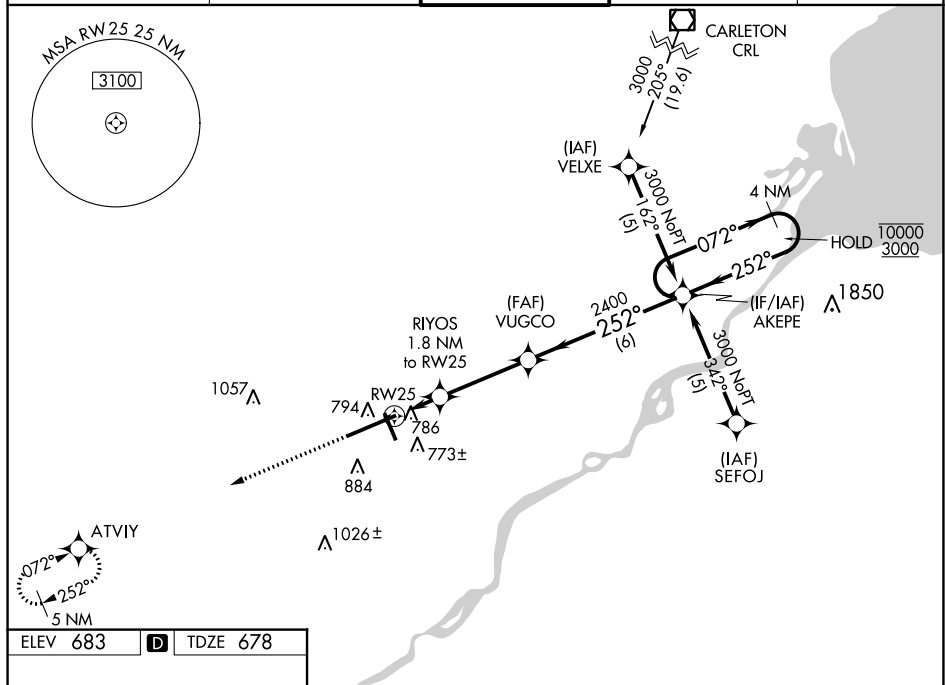 MSA RW25 25 NM
3100
CARLETON
CRL
3000
205°
(19.6)
(IAF)
VELXE
3000 NoPT
162°
(5)
4 NM
072°
HOLD
10000
3000
252°
(IF/IAF)
AKEPE
1850
2400
252°
(6)
(FAF)
VUGCO
RIYOS
1.8 NM
to RW25
3000 NoPT
342°
(5)
(IAF)
SEFOJ
1057
794
RW25
786
773±
884
1026±
ATVIY
072°
252°
5 NM
ELEV 683 D TDZE 678